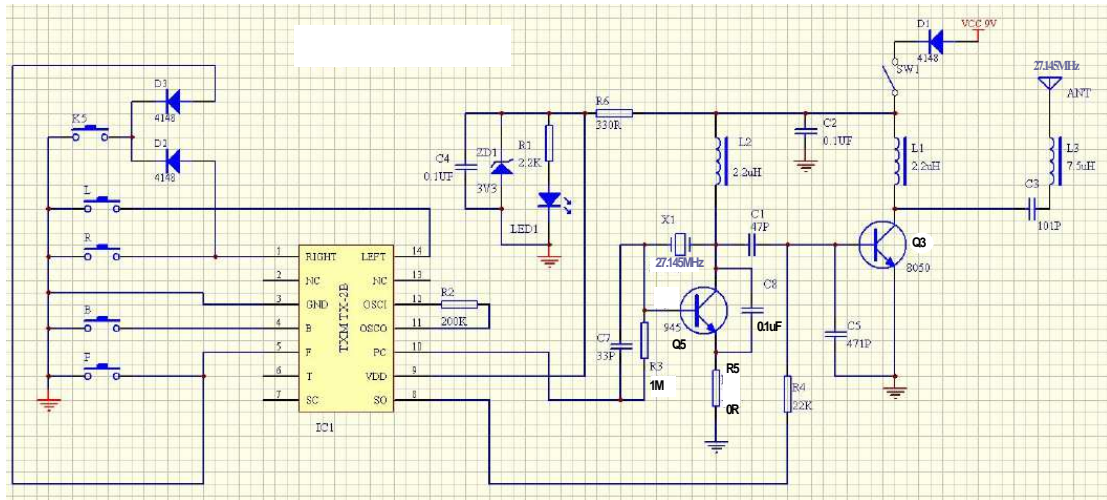 D1
VCC 9V
4148
SW1
27.145MHz
ANT
D3
4148
K5
D2
4148
R6
330R
C2
0.1UF
L2
2.2uH
L1
2.2uH
L3
7.5uH
C3
101P
C4
0.1UF
ZD1
3V3
R1
2.2K
LED1
L
R
B
F
1 RIGHT LEFT 14
2 NC NC 13
3 GND OSCI 12
4 B OSCO 11
5 F PC 10
6 T VDD 9
7 SC SO 8
TXM TX-2B
IC1
R2
200K
X1
27.145MHz
C1
47P
Q3
8050
C8
0.1uF
945
Q5
C7
33P
R3
1M
R5
0R
C5
471P
R4
22K